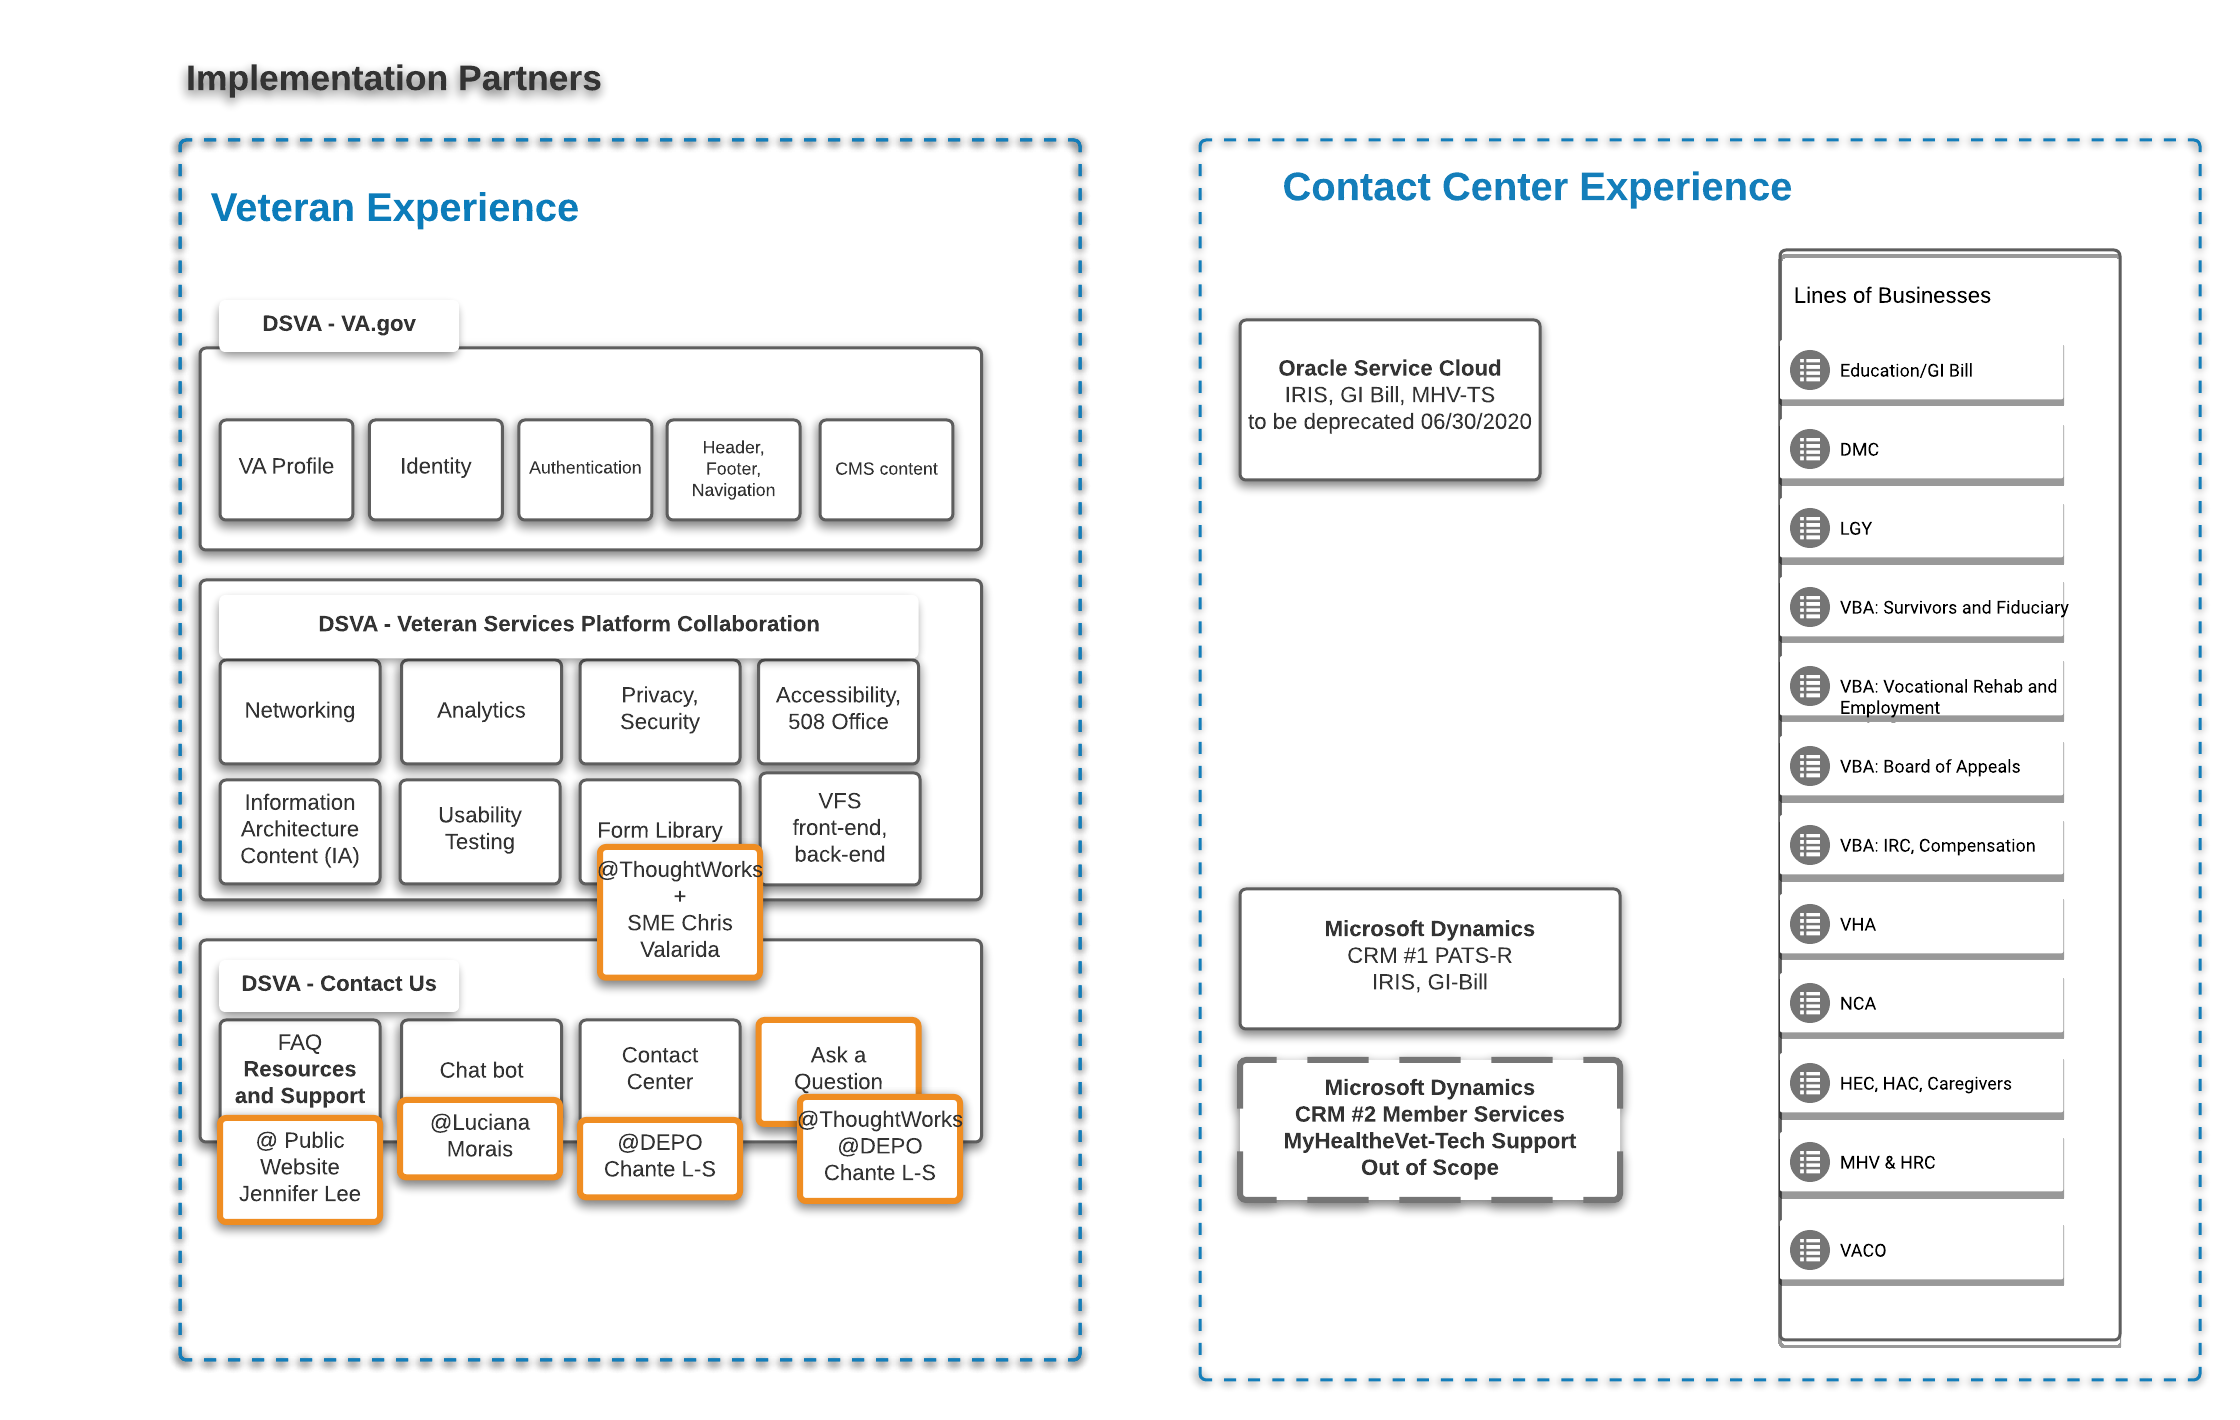 Implementation Partners
Veteran Experience
DSVA - VA.gov
VA Profile
Identity
Authentication
Header,
Footer,
Navigation
CMS content
DSVA - Veteran Services Platform Collaboration
Networking
Analytics
Privacy,
Security
Accessibility,
508 Office
Information
Architecture
Content (IA)
Usability
Testing
Form Library
VFS
front-end,
back-end
@ThoughtWorks
+
SME Chris
Valarida
DSVA - Contact Us
FAQ
Resources
and Support
Chat bot
Contact
Center
Ask a
Question
@ Public
Website
Jennifer Lee
@Luciana
Morais
@DEPO
Chante L-S
@ThoughtWorks
@DEPO
Chante L-S
Contact Center Experience
Oracle Service Cloud
IRIS, GI Bill, MHV-TS
to be deprecated 06/30/2020
Microsoft Dynamics
CRM #1 PATS-R
IRIS, GI-Bill
Microsoft Dynamics
CRM #2 Member Services
MyHealtheVet-Tech Support
Out of Scope
Lines of Businesses
Education/GI Bill
DMC
LGY
VBA: Survivors and Fiduciary
VBA: Vocational Rehab and
Employment
VBA: Board of Appeals
VBA: IRC, Compensation
VHA
NCA
HEC, HAC, Caregivers
MHV & HRC
VACO